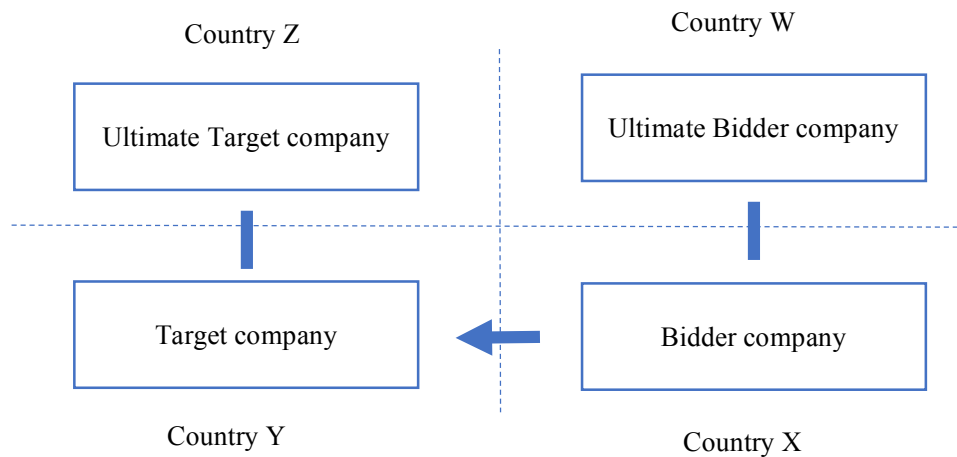 Country Z
Country W
Ultimate Target company
Ultimate Bidder company
Target company
Bidder company
Country Y
Country X